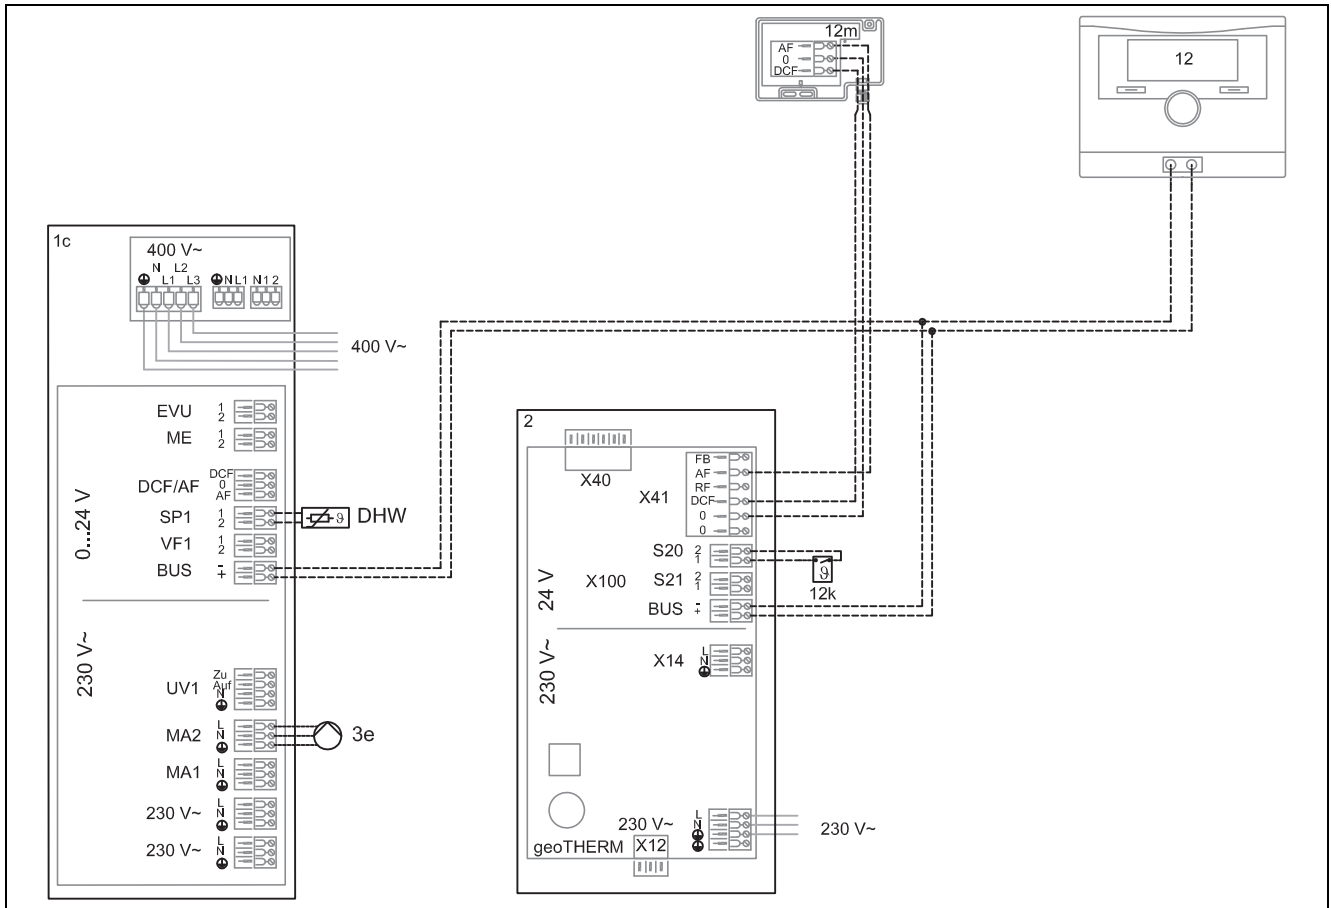 12m
AF
0
DCF
12
1c
400 V~
N L2
L1 L3
N L1 N 1 2
400 V~
EVU 1
2
ME 1
2
DCF/AF DCF
0
AF
SP1 1
2
DHW
VF1 1
2
BUS -
+
0...24 V
230 V~
UV1 Zu
Auf
N
MA2 L
N
3e
MA1 L
N
230 V~ L
N
230 V~ L
N
2
X40
X41
FB
AF
RF
DCF
0
0
S20 2
1
12k
X100
S21 2
1
BUS -
+
24 V
230 V~
X14 L
N
230 V~ L
N
230 V~
geoTHERM X12